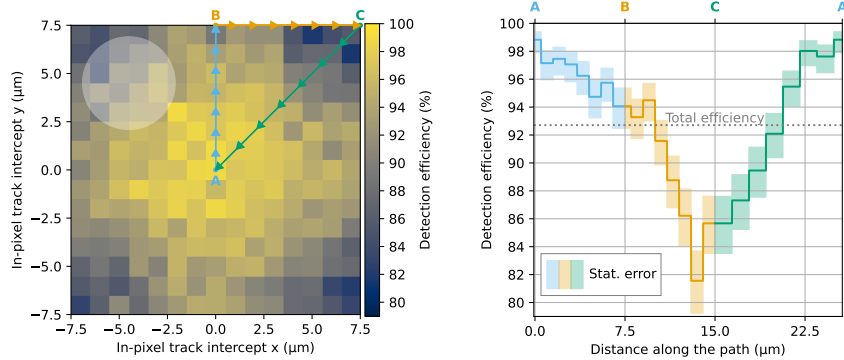 B C
7.5
5.0
2.5
0.0
−2.5
−5.0
−7.5
A
−7.5 −5.0 −2.5 0.0 2.5 5.0 7.5
In-pixel track intercept x (μm)
In-pixel track intercept y (μm)
100
98
96
94
92
90
88
86
84
82
80
Detection efficiency (%)
A B C A
100
98
96
94
92
90
88
86
84
82
80
Detection efficiency (%)
Total efficiency
Stat. error
0.0 7.5 15.0 22.5
Distance along the path (μm)